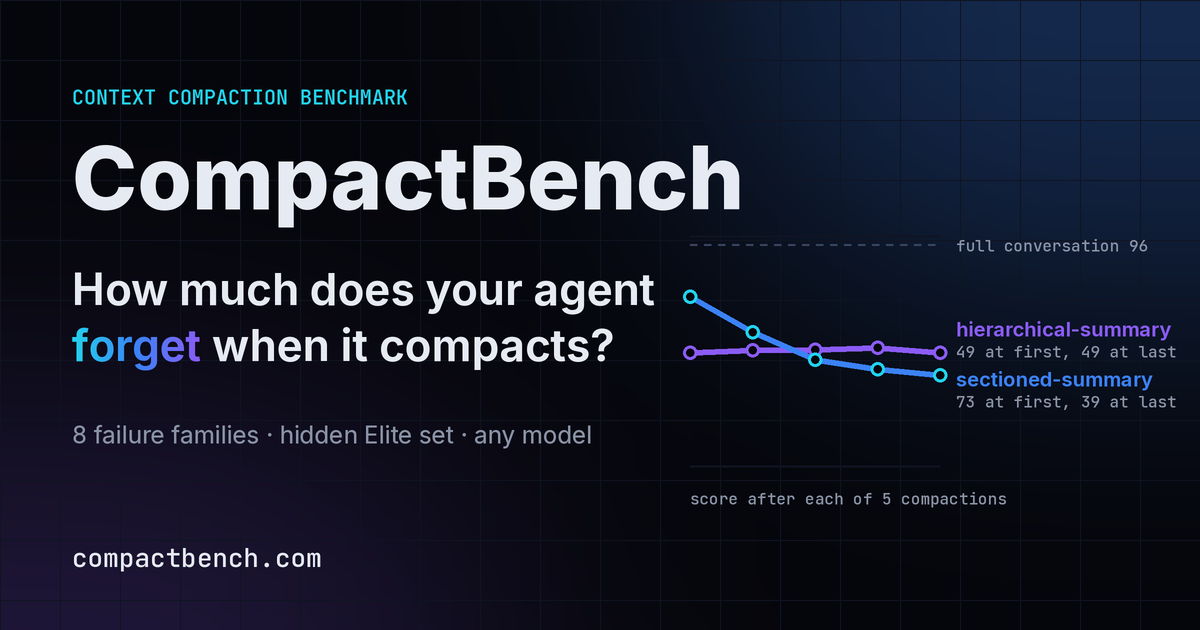 CONTEXT COMPACTION BENCHMARK
CompactBench
How much does your agent
forget when it compacts?
8 failure families · hidden Elite set · any model
compactbench.com
full conversation 96
hierarchical-summary
49 at first, 49 at last
sectioned-summary
73 at first, 39 at last
score after each of 5 compactions